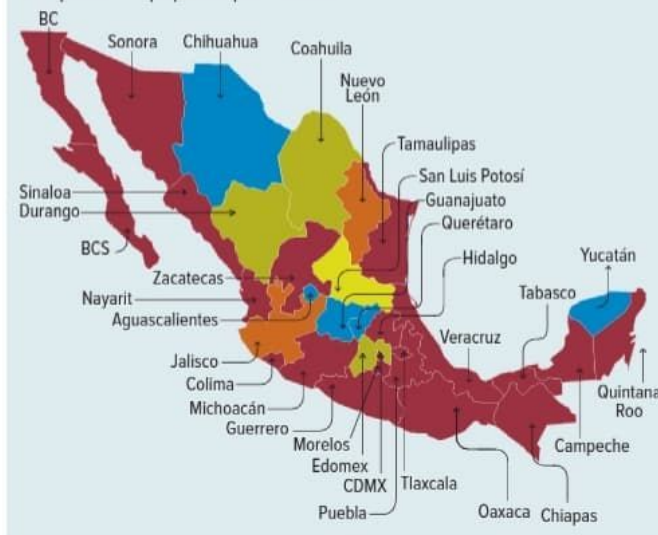 BC
Sonora
Chihuahua
Coahuila
Nuevo
León
Tamaulipas
San Luis Potosí
Guanajuato
Querétaro
Hidalgo
Yucatán
Sinaloa
Durango
BCS
Zacatecas
Nayarit
Aguascalientes
Tabasco
Veracruz
Jalisco
Colima
Michoacán
Guerrero
Morelos
Edomex
CDMX
Puebla
Tlaxcala
Oaxaca
Chiapas
Campeche
Quintana
Roo